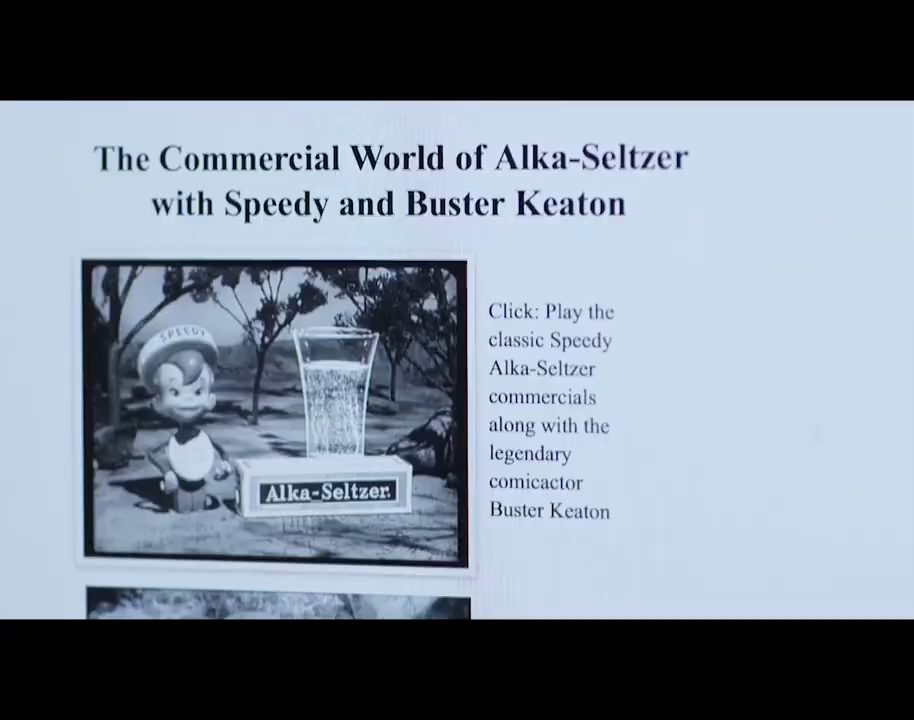 The Commercial World of Alka-Seltzer
with Speedy and Buster Keaton
SPEEDY
Alka-Seltzer.
Click: Play the
classic Speedy
Alka-Seltzer
commercials
along with the
legendary
comicactor
Buster Keaton